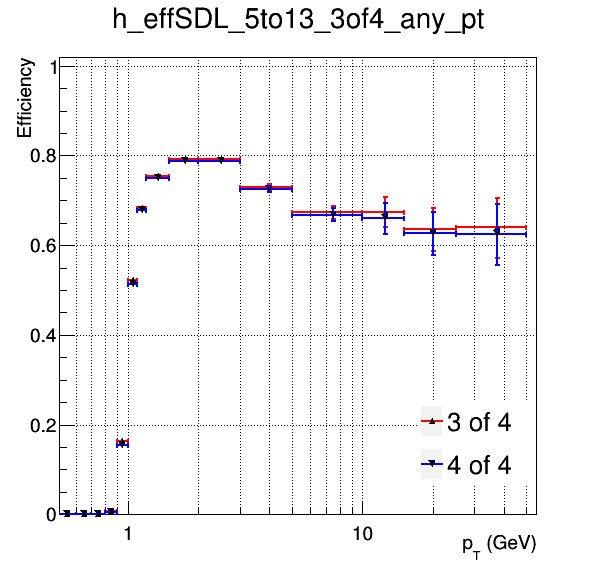 h_effSDL_5to13_3of4_any_pt
Efficiency
1
0.8
0.6
0.4
0.2
0
3 of 4
4 of 4
1
10
p_T (GeV)